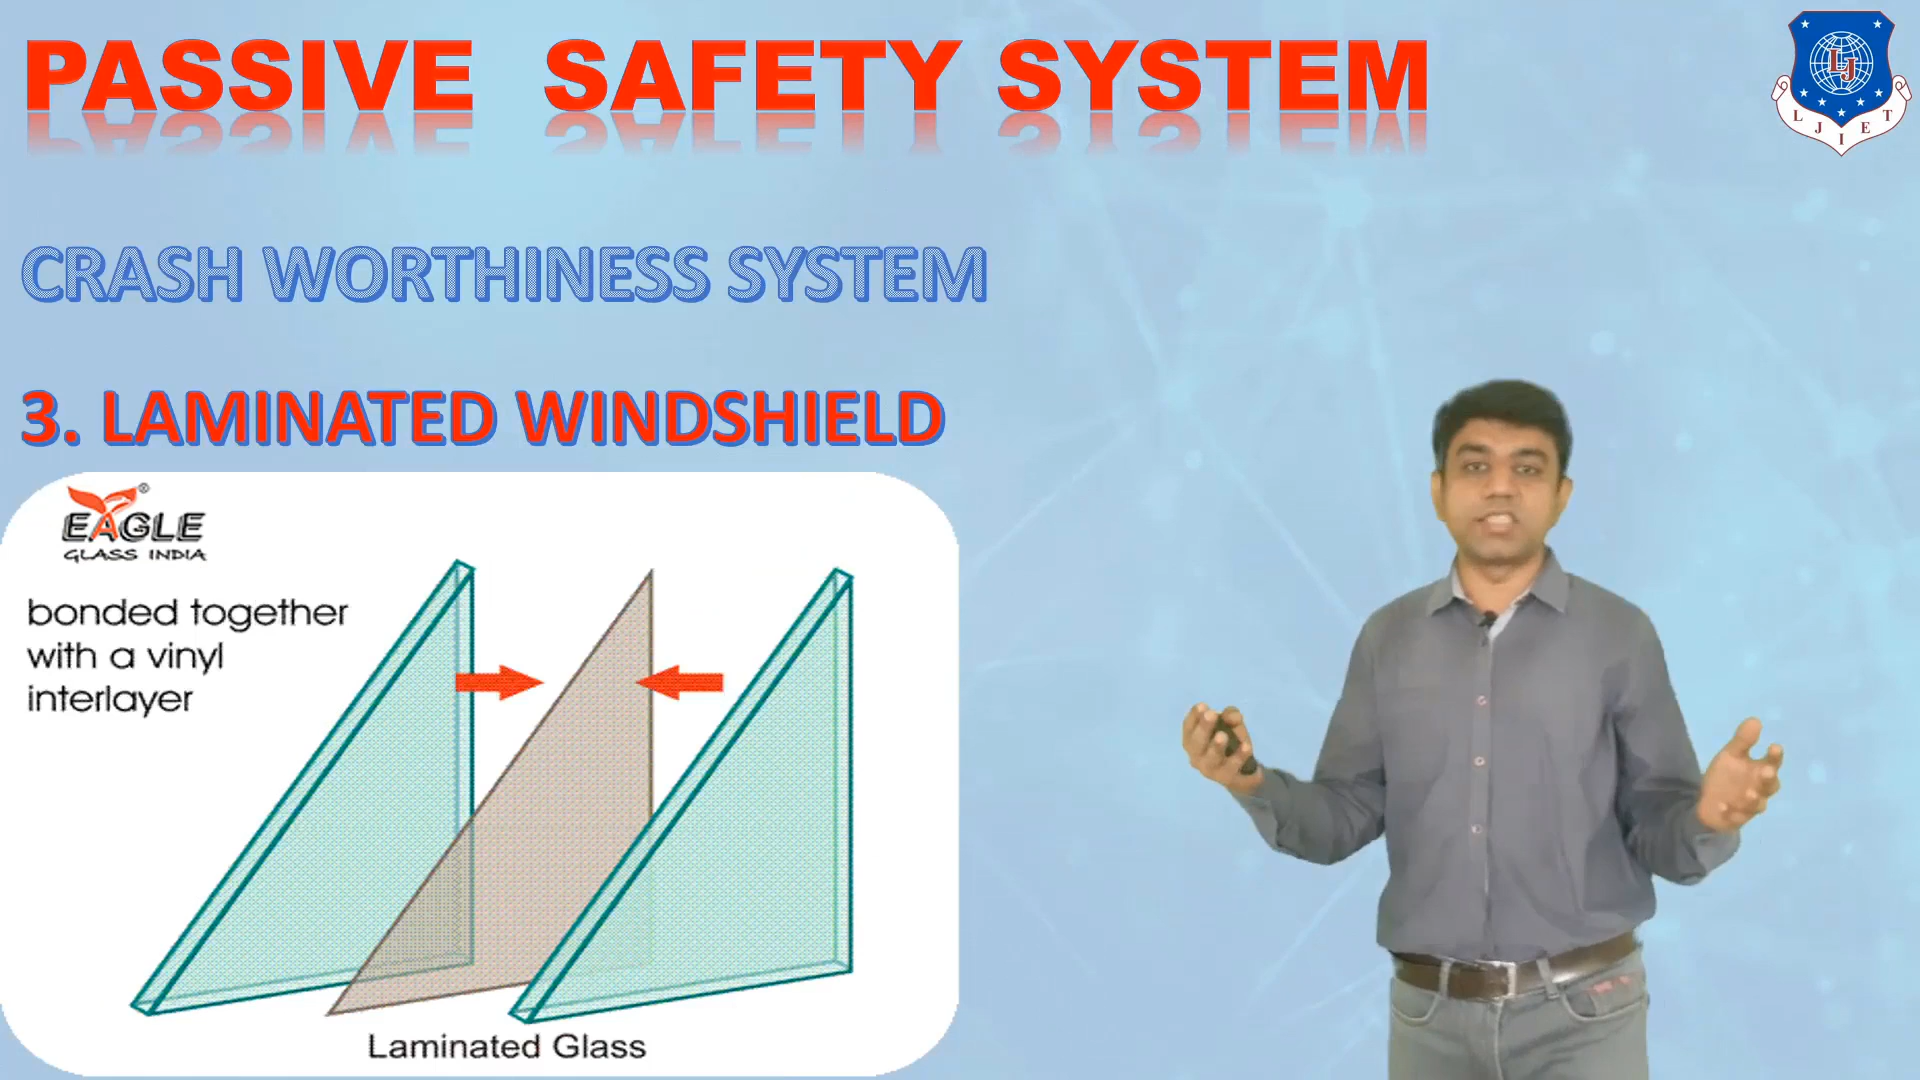 PASSIVE SAFETY SYSTEM
LJ
L J I E T
CRASH WORTHINESS SYSTEM
3. LAMINATED WINDSHIELD
EAGLE®
GLASS INDIA
bonded together
with a vinyl
interlayer
Laminated Glass